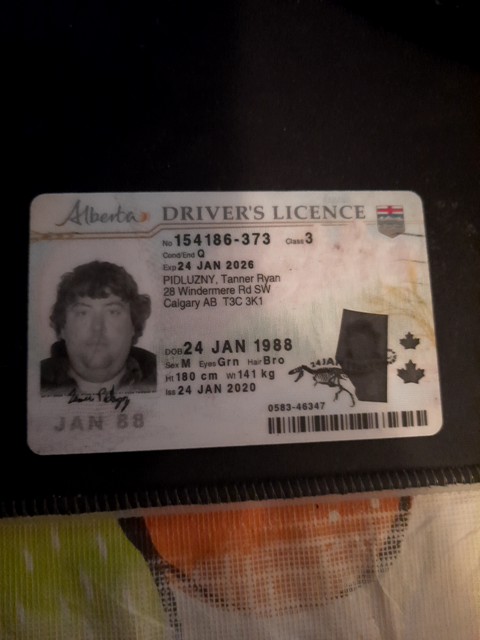 Alberta DRIVER'S LICENCE
No 154186-373 Class 3
Cond/End Q
Exp 24 JAN 2026
PIDLUZNY, Tanner Ryan
28 Windermere Rd SW
Calgary AB T3C 3K1
DOB 24 JAN 1988
Sex M Eyes Grn Hair Bro
Ht 180 cm Wt 141 kg
Iss 24 JAN 2020
JAN 88
0583-46347